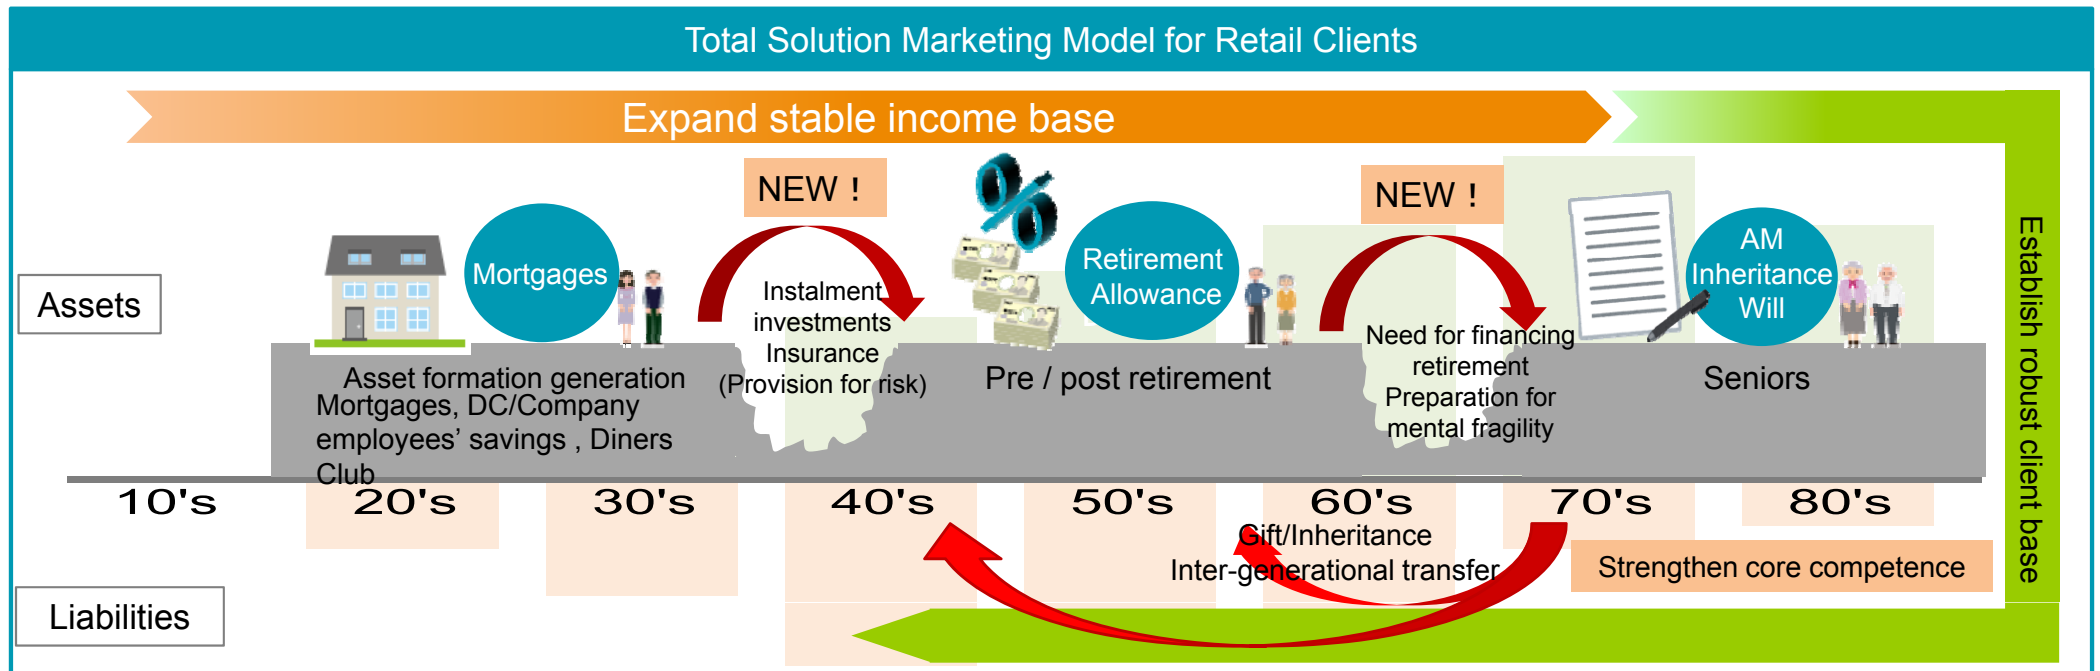 Total Solution Marketing Model for Retail Clients
Expand stable income base
NEW !
NEW !
Establish robust client base
Assets
Mortgages
Instalment
investments
Insurance
(Provision for risk)
Retirement
Allowance
Need for financing
retirement
Preparation for
mental fragility
AM
Inheritance
Will
Asset formation generation
Mortgages, DC/Company
employees’ savings , Diners
Club
Pre / post retirement
Seniors
10's 20's 30's 40's 50's 60's 70's 80's
Gift/Inheritance
Inter-generational transfer
Strengthen core competence
Liabilities